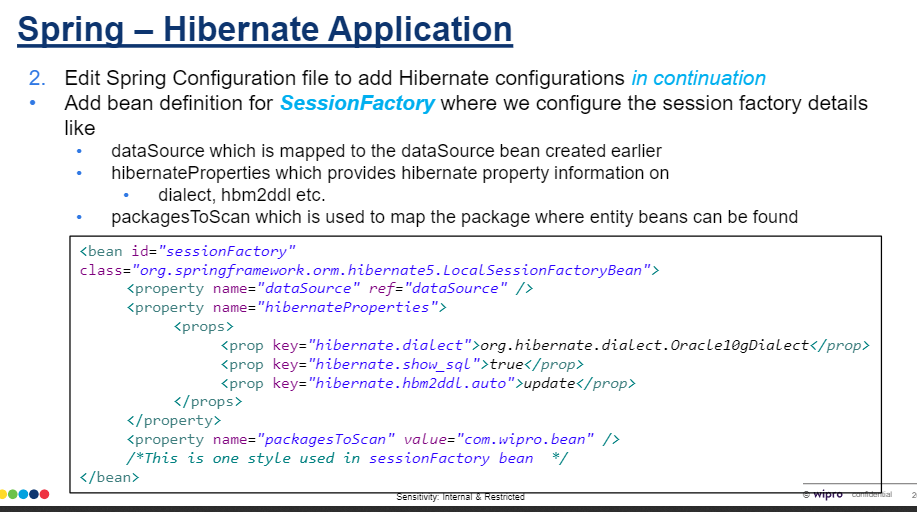 Spring – Hibernate Application
2. Edit Spring Configuration file to add Hibernate configurations in continuation
• Add bean definition for SessionFactory where we configure the session factory details
like
• dataSource which is mapped to the dataSource bean created earlier
• hibernateProperties which provides hibernate property information on
• dialect, hbm2ddl etc.
• packagesToScan which is used to map the package where entity beans can be found
<bean id="sessionFactory"
class="org.springframework.orm.hibernate5.LocalSessionFactoryBean">
<property name="dataSource" ref="dataSource" />
<property name="hibernateProperties">
<props>
<prop key="hibernate.dialect">org.hibernate.dialect.Oracle10gDialect</prop>
<prop key="hibernate.show_sql">true</prop>
<prop key="hibernate.hbm2ddl.auto">update</prop>
</props>
</property>
<property name="packagesToScan" value="com.wipro.bean" />
/*This is one style used in sessionFactory bean */
</bean>
Sensitivity: Internal & Restricted
© wipro confidential